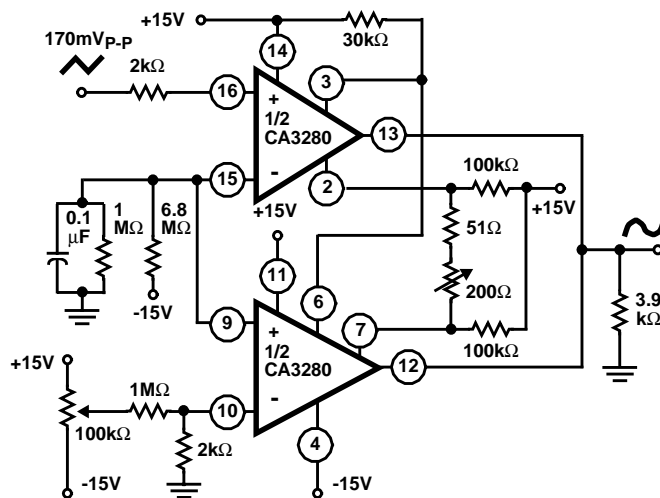 +15V
30kΩ
170mVP-P
14
3
2kΩ
16
+
1/2
CA3280
-
13
15
2
100kΩ
+15V
+15V
51Ω
0.1
µF
1
MΩ
6.8
MΩ
-15V
11
6
200Ω
7
3.9
kΩ
9
+
1/2
CA3280
-
100kΩ
12
+15V
1MΩ
10
100kΩ
2kΩ
4
-15V
-15V